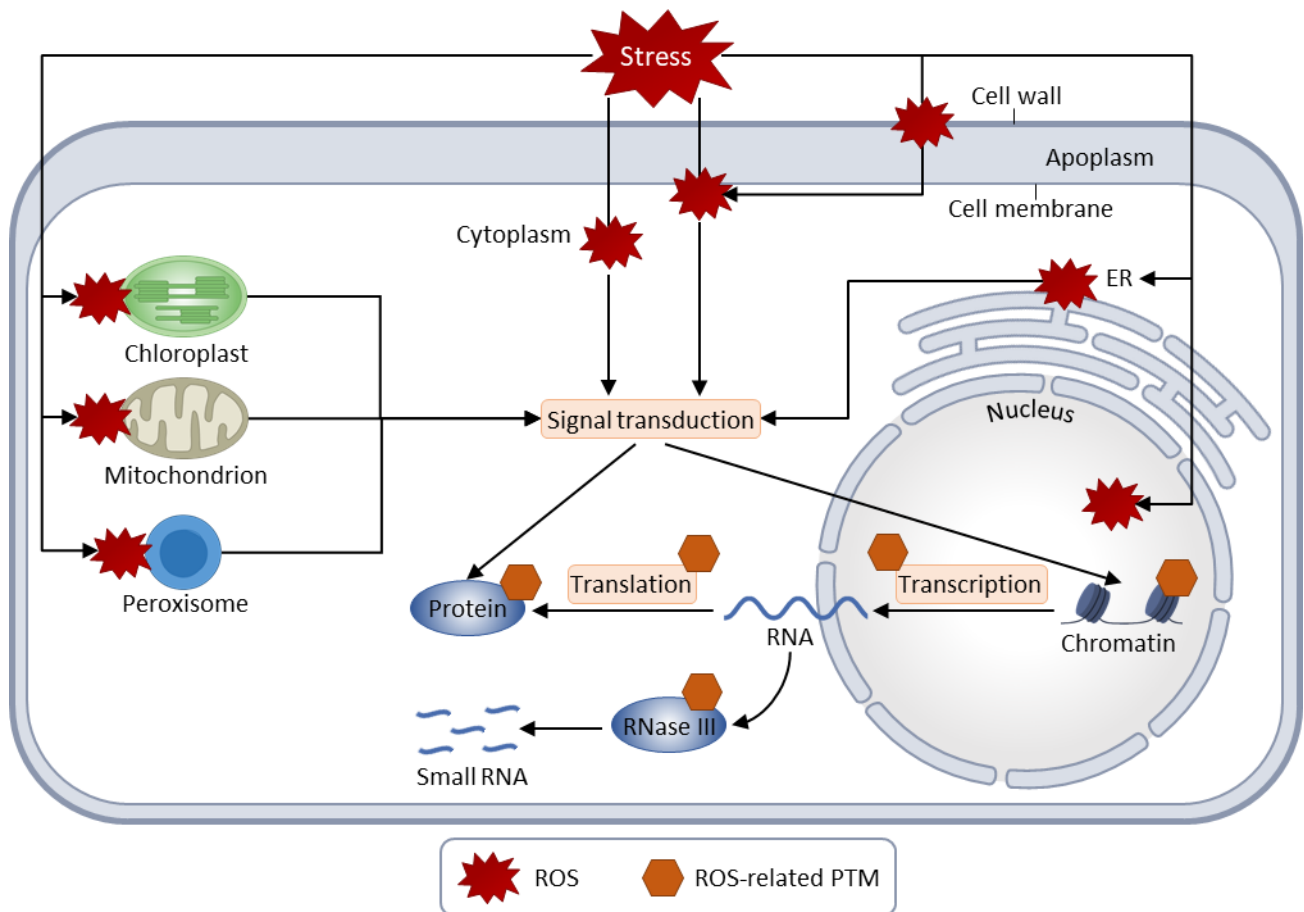 Stress
Cell wall
Apoplasm
Cell membrane
Cytoplasm
ER
Chloroplast
Nucleus
Signal transduction
Mitochondrion
Peroxisome
Translation
Transcription
Protein
RNA
Chromatin
RNase III
Small RNA
ROS
ROS-related PTM